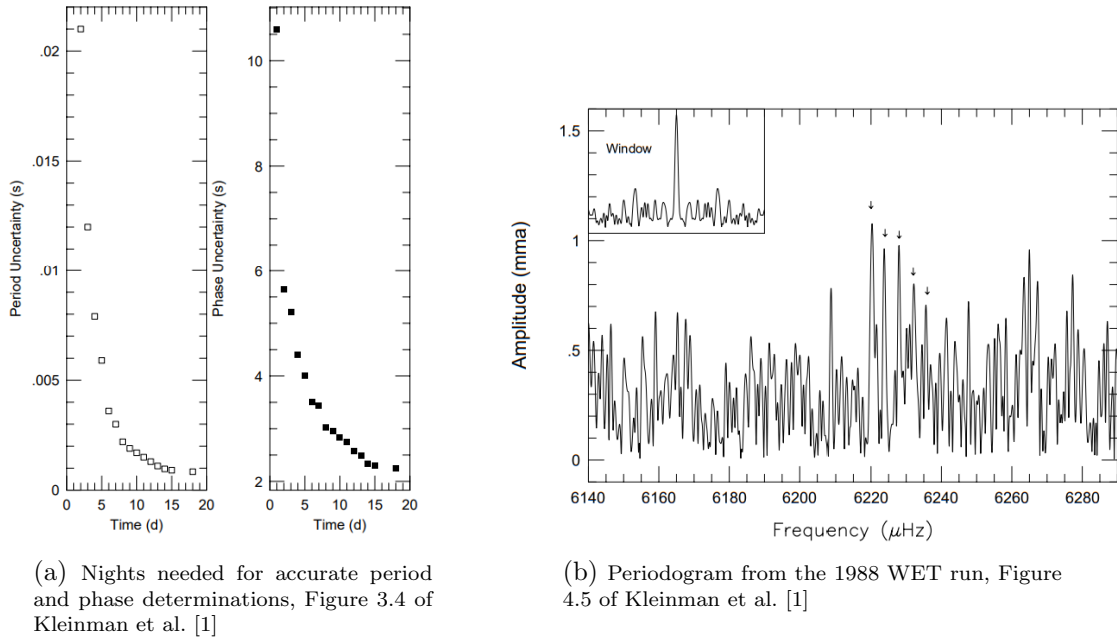 .02
.015
.01
.005
0
Period Uncertainty (s)
0 5 10 15 20
Time (d)
10
8
6
4
2
Phase Uncertainty (s)
0 5 10 15 20
Time (d)
(a) Nights needed for accurate period
and phase determinations, Figure 3.4 of
Kleinman et al. [1]
Window
1.5
1
.5
0
Amplitude (mma)
6140 6160 6180 6200 6220 6240 6260 6280
Frequency (μHz)
(b) Periodogram from the 1988 WET run, Figure
4.5 of Kleinman et al. [1]